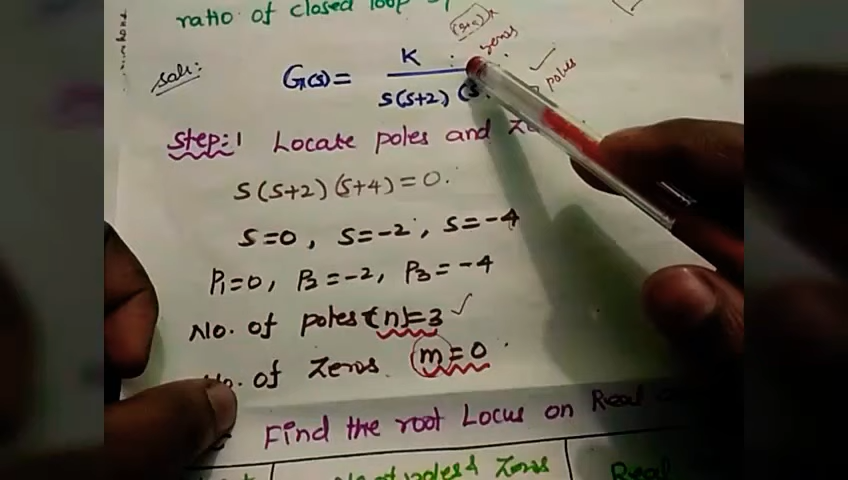 ratio of closed loop
zeros
Soln:
G(s) = K
S(S+2) (S
poles
Step:1 Locate poles and
S(S+2)(S+4)=0.
S=0, S=-2, S=-4
P1=0, P2=-2, P3=-4
No. of poles (n)=3
No. of Zeros (m=0
Find the root Locus on Real
No of poles & Zeros
Real